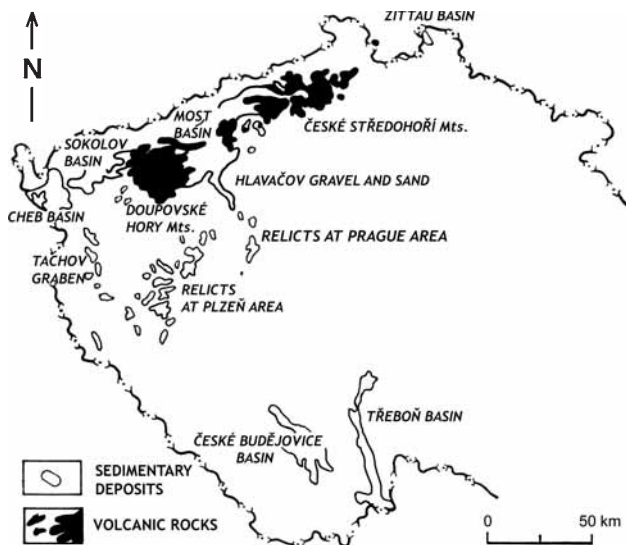 ZITTAU BASIN
N
MOST
BASIN
ČESKÉ STŘEDOHOŘÍ Mts.
SOKOLOV
BASIN
HLAVAČOV GRAVEL AND SAND
CHEB BASIN
DOUPOVSKÉ
HORY Mts.
RELICTS AT PRAGUE AREA
TACHOV
GRABEN
RELICTS
AT PLZEŇ AREA
TŘEBOŇ BASIN
ČESKÉ BUDĚJOVICE
BASIN
SEDIMENTARY
DEPOSITS
VOLCANIC ROCKS
0 50 km